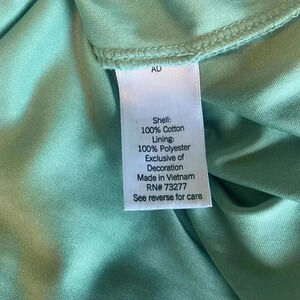 AD
Shell:
100% Cotton
Lining:
100% Polyester
Exclusive of
Decoration
Made in Vietnam
RN# 73277
See reverse for care